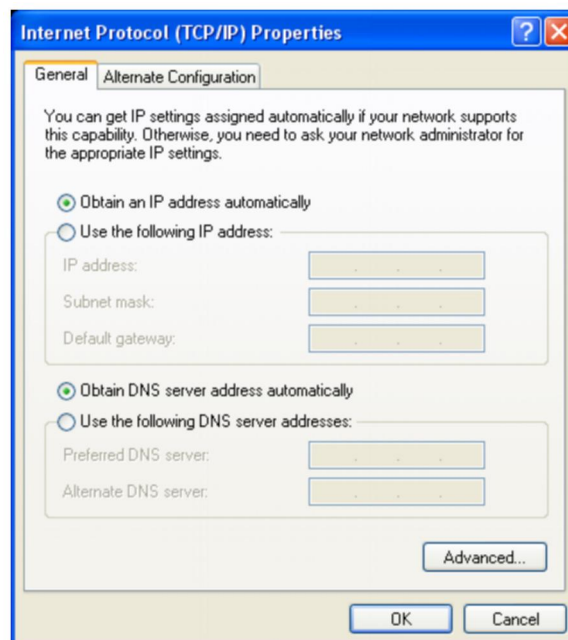 Internet Protocol (TCP/IP) Properties
General
Alternate Configuration
You can get IP settings assigned automatically if your network supports
this capability. Otherwise, you need to ask your network administrator for
the appropriate IP settings.
Obtain an IP address automatically
Use the following IP address:
IP address:
Subnet mask:
Default gateway:
Obtain DNS server address automatically
Use the following DNS server addresses:
Preferred DNS server:
Alternate DNS server:
Advanced...
OK
Cancel